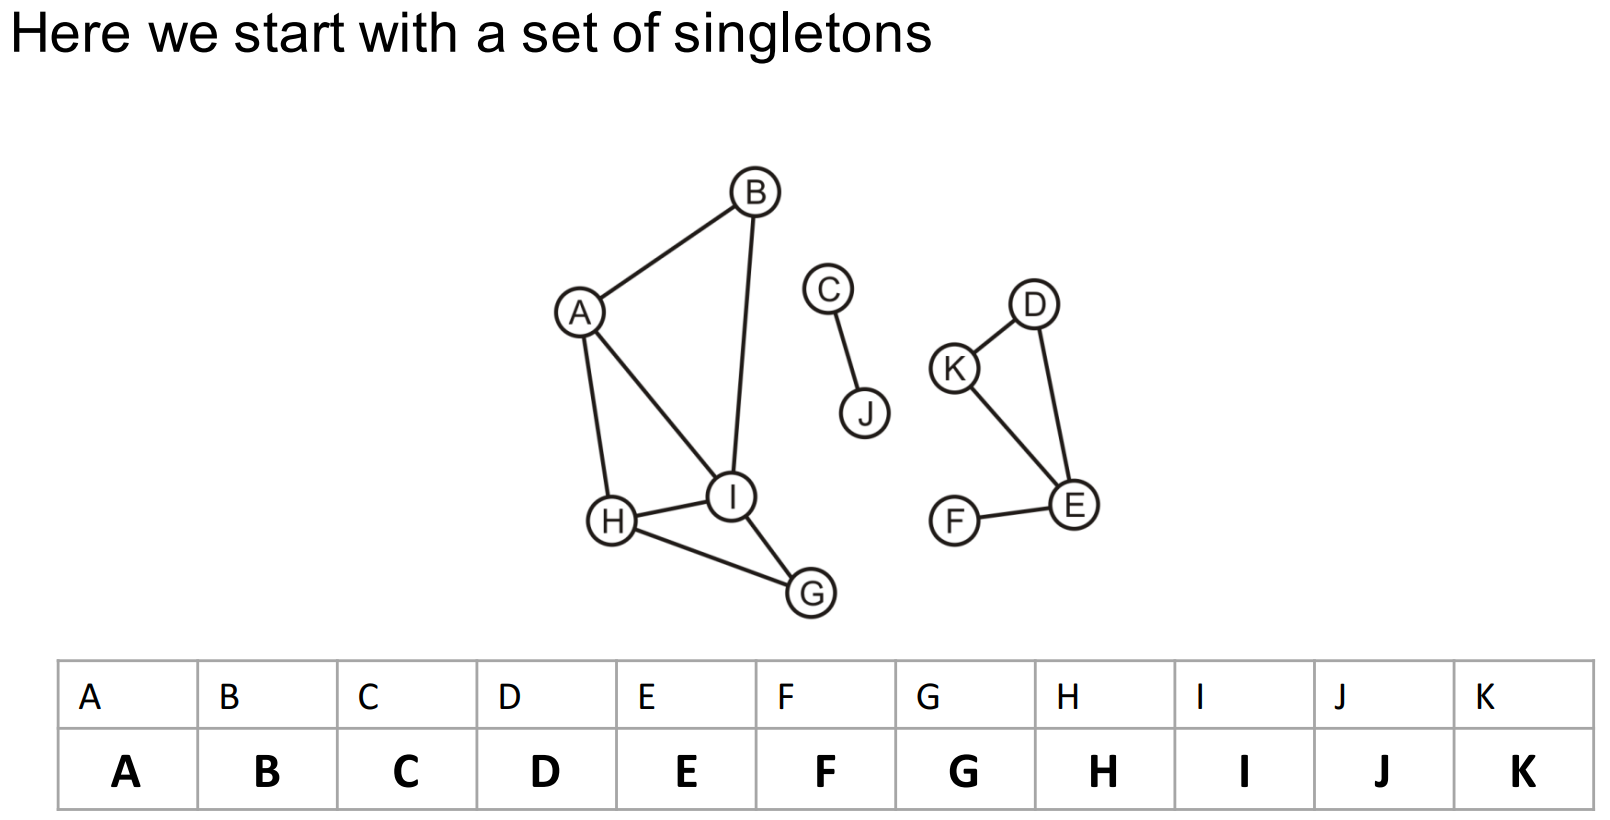 Here we start with a set of singletons
B
C
D
A
K
J
I
E
H
F
G
A B C D E F G H I J K
A B C D E F G H I J K